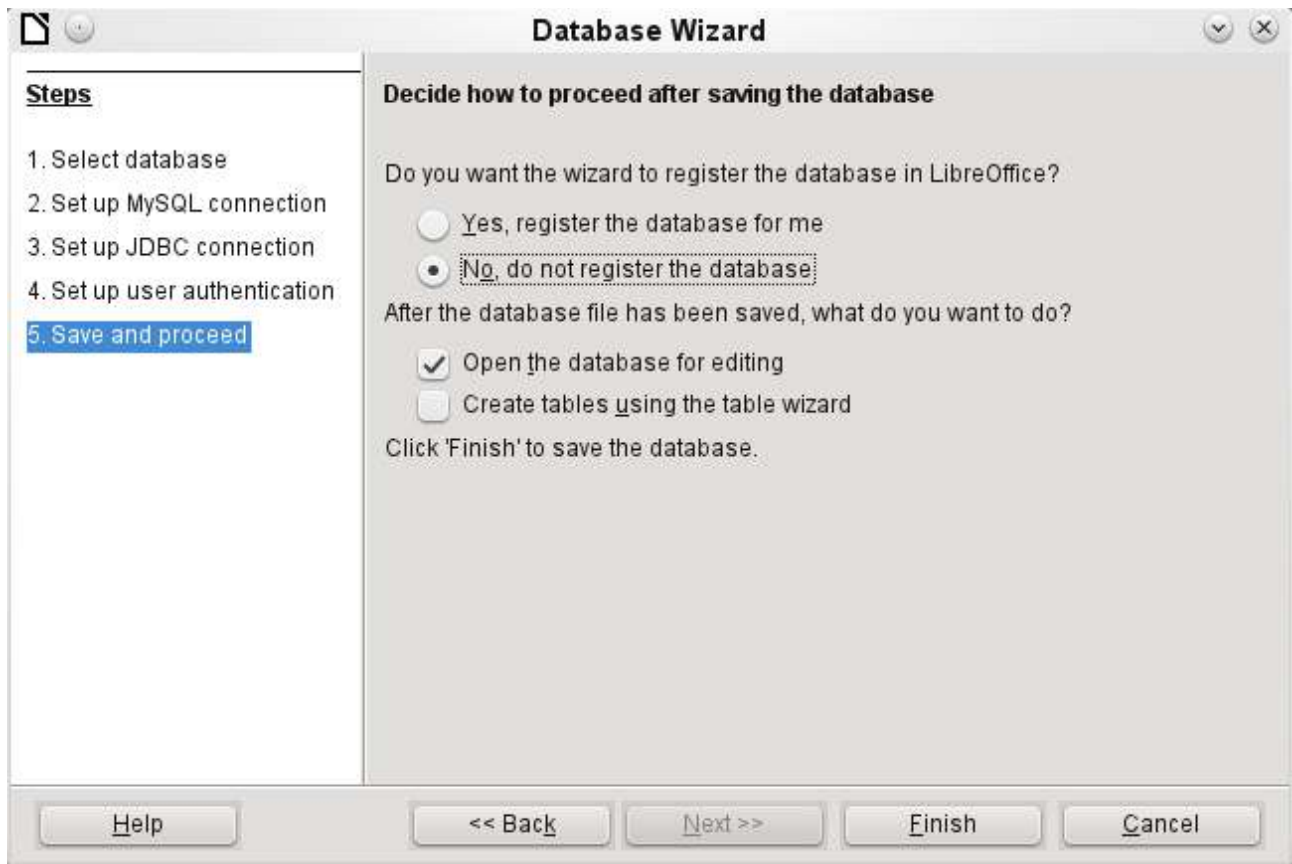 Database Wizard
Steps
1. Select database
2. Set up MySQL connection
3. Set up JDBC connection
4. Set up user authentication
5. Save and proceed
Decide how to proceed after saving the database
Do you want the wizard to register the database in LibreOffice?
Yes, register the database for me
No, do not register the database
After the database file has been saved, what do you want to do?
Open the database for editing
Create tables using the table wizard
Click 'Finish' to save the database.
Help
<< Back
Next >>
Finish
Cancel